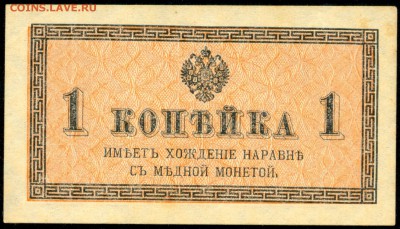 COINS.LAVE.RU
1 КОПѢЙКА 1
ИМѢЕТЪ ХОЖДЕНІЕ НАРАВНѢ
СЪ МѢДНОЙ МОНЕТОЙ.